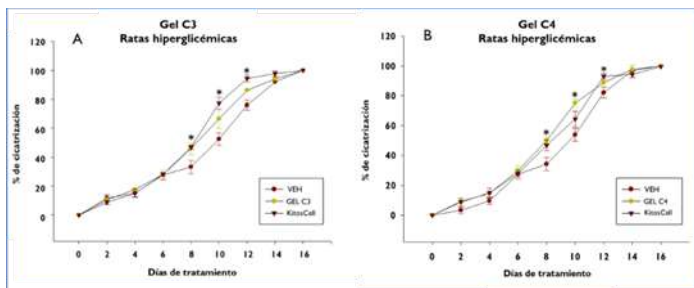 Gel C3
Ratas hiperglicémicas
A
% de cicatrización
120
100
80
60
40
20
0
*
*
*
VEH
GEL C3
KitosCell
0 2 4 6 8 10 12 14 16
Días de tratamiento
Gel C4
Ratas hiperglicémicas
B
% de cicatrización
120
100
80
60
40
20
0
*
*
*
VEH
GEL C4
KitosCell
0 2 4 6 8 10 12 14 16
Días de tratamiento